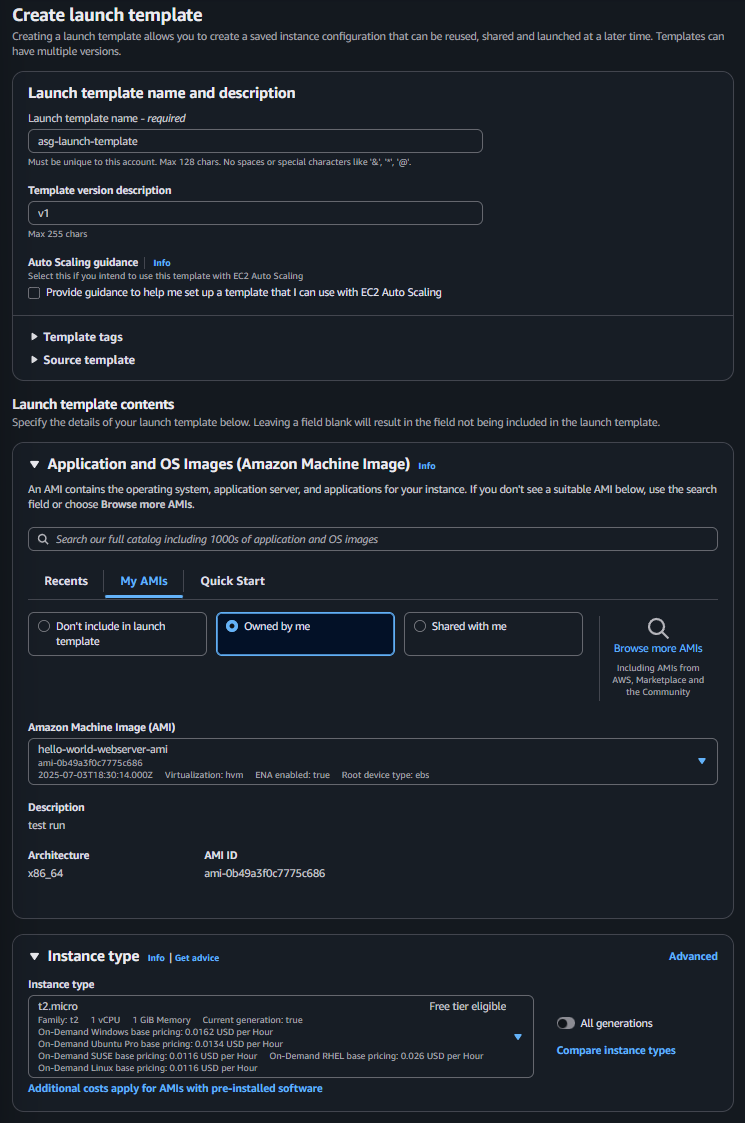 Create launch template
Creating a launch template allows you to create a saved instance configuration that can be reused, shared and launched at a later time. Templates can
have multiple versions.
Launch template name and description
Launch template name - required
asg-launch-template
Must be unique to this account. Max 128 chars. No spaces or special characters like '&', '*', '@'.
Template version description
v1
Max 255 chars
Auto Scaling guidance | Info
Select this if you intend to use this template with EC2 Auto Scaling
Provide guidance to help me set up a template that I can use with EC2 Auto Scaling
Template tags
Source template
Launch template contents
Specify the details of your launch template below. Leaving a field blank will result in the field not being included in the launch template.
Application and OS Images (Amazon Machine Image) Info
An AMI contains the operating system, application server, and applications for your instance. If you don't see a suitable AMI below, use the search
field or choose Browse more AMIs.
Search our full catalog including 1000s of application and OS images
Recents My AMIs Quick Start
Don't include in launch
template
Owned by me
Shared with me
Browse more AMIs
Including AMIs from
AWS, Marketplace and
the Community
Amazon Machine Image (AMI)
hello-world-webserver-ami
ami-0b49a3f0c7775c686
2025-07-03T18:30:14.000Z Virtualization: hvm ENA enabled: true Root device type: ebs
Description
test run
Architecture AMI ID
x86_64 ami-0b49a3f0c7775c686
Instance type Info | Get advice Advanced
Instance type
t2.micro Free tier eligible
Family: t2 1 vCPU 1 GiB Memory Current generation: true
On-Demand Windows base pricing: 0.0162 USD per Hour
On-Demand Ubuntu Pro base pricing: 0.0134 USD per Hour
On-Demand SUSE base pricing: 0.0116 USD per Hour On-Demand RHEL base pricing: 0.026 USD per Hour
On-Demand Linux base pricing: 0.0116 USD per Hour
All generations
Compare instance types
Additional costs apply for AMIs with pre-installed software